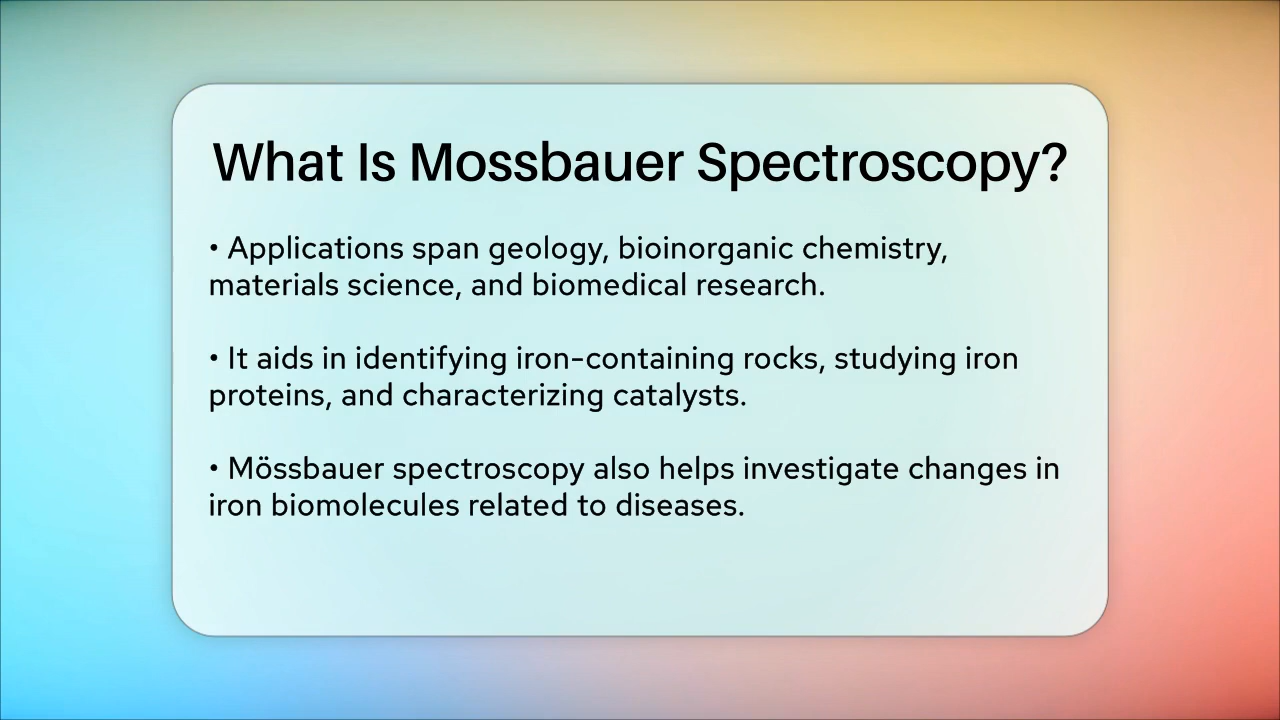 What Is Mossbauer Spectroscopy?
• Applications span geology, bioinorganic chemistry,
materials science, and biomedical research.
• It aids in identifying iron-containing rocks, studying iron
proteins, and characterizing catalysts.
• Mössbauer spectroscopy also helps investigate changes in
iron biomolecules related to diseases.